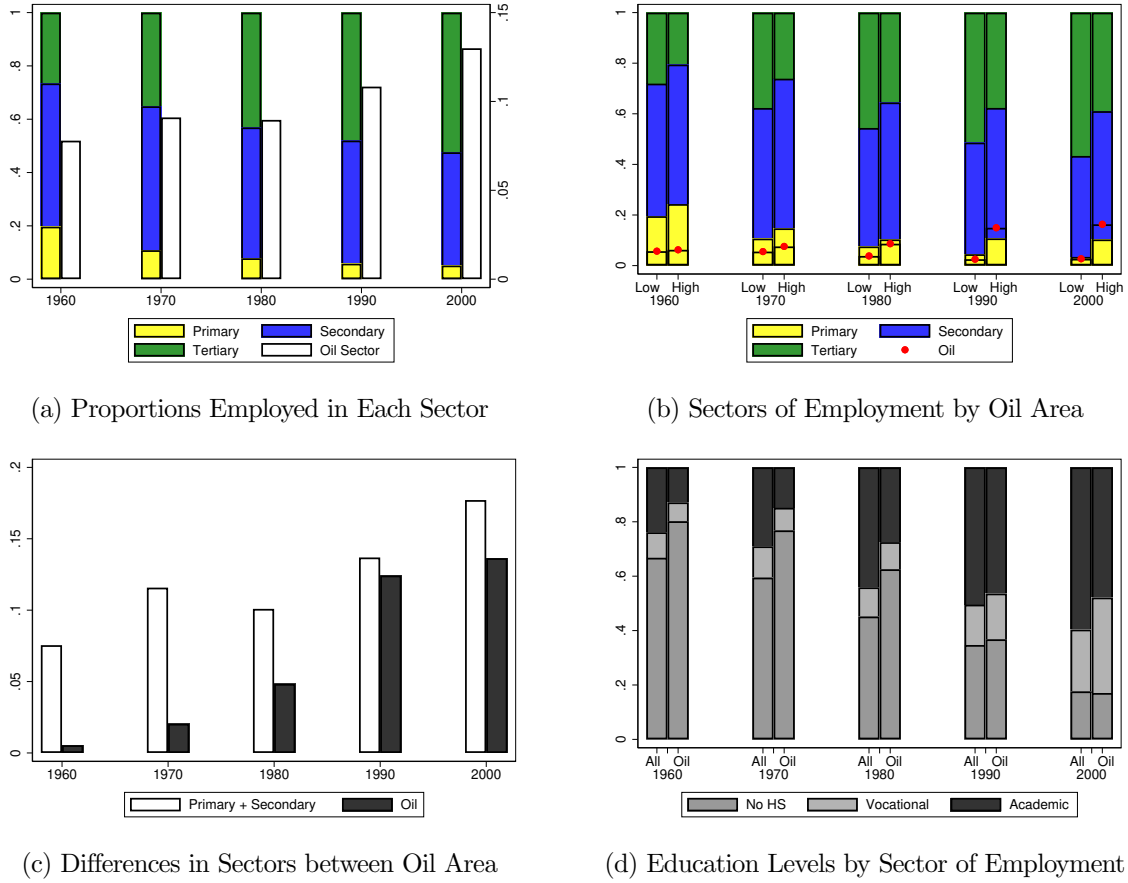 1
.8
.6
.4
.2
0
.15
.1
.05
0
1960 1970 1980 1990 2000
Primary Secondary
Tertiary Oil Sector
(a) Proportions Employed in Each Sector
1
.8
.6
.4
.2
0
Low High Low High Low High Low High Low High
1960 1970 1980 1990 2000
Primary Secondary
Tertiary Oil
(b) Sectors of Employment by Oil Area
.2
.15
.1
.05
0
1960 1970 1980 1990 2000
Primary + Secondary Oil
(c) Differences in Sectors between Oil Area
1
.8
.6
.4
.2
0
All Oil All Oil All Oil All Oil All Oil
1960 1970 1980 1990 2000
No HS Vocational Academic
(d) Education Levels by Sector of Employment